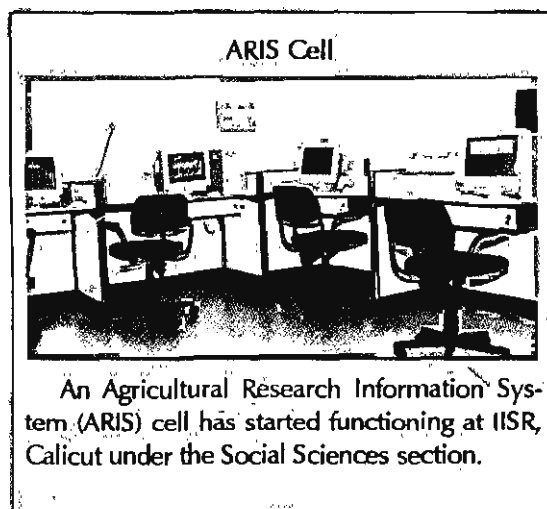 ARIS Cell
An Agricultural Research Information Sys-
tem (ARIS) cell has started functioning at IISR,
Calicut under the Social Sciences section.